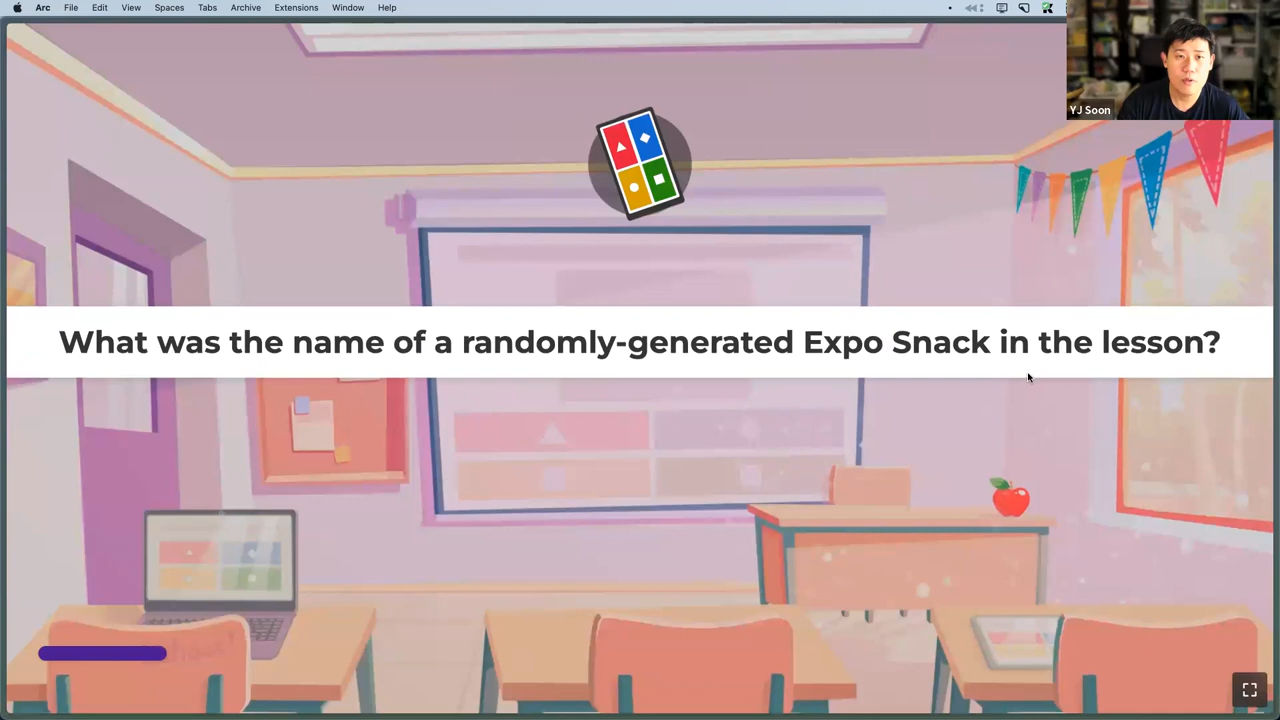 Arc File Edit View Spaces Tabs Archive Extensions Window Help
YJ Soon
What was the name of a randomly-generated Expo Snack in the lesson?